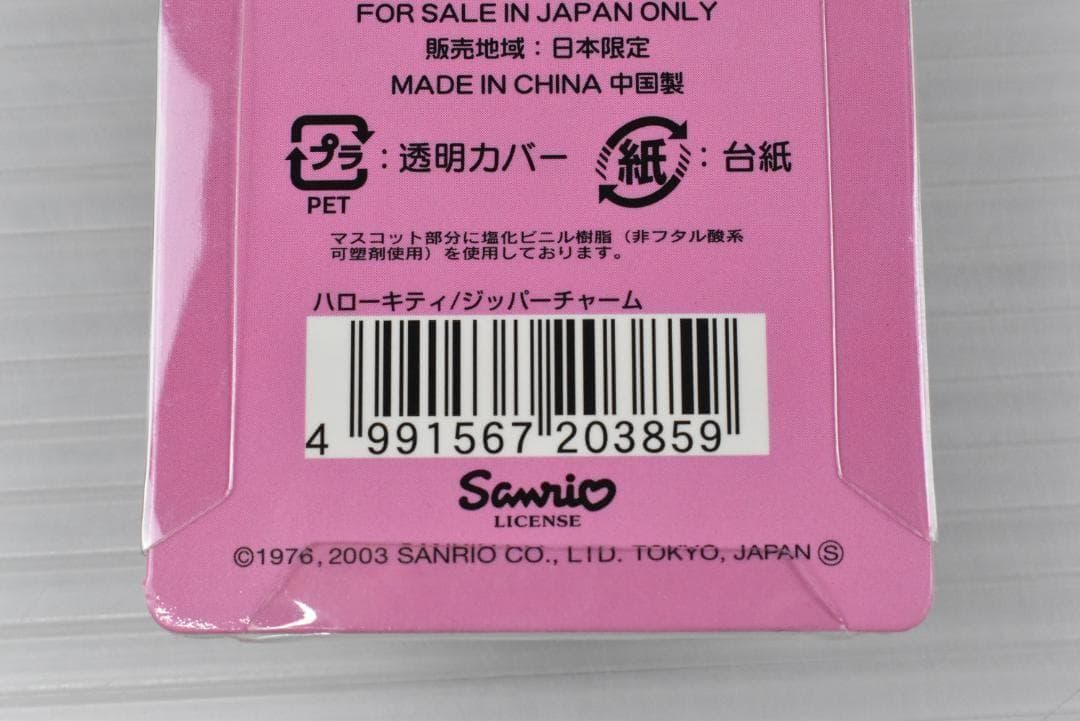 FOR SALE IN JAPAN ONLY
販売地域：日本限定
MADE IN CHINA 中国製
プラ：透明カバー 紙：台紙
PET
マスコット部分に塩化ビニル樹脂（非フタル酸系
可塑剤使用）を使用しております。
ハローキティ/ジッパーチャーム
4 991567 203859
Sanrio
LICENSE
©1976, 2003 SANRIO CO., LTD. TOKYO, JAPAN Ⓢ